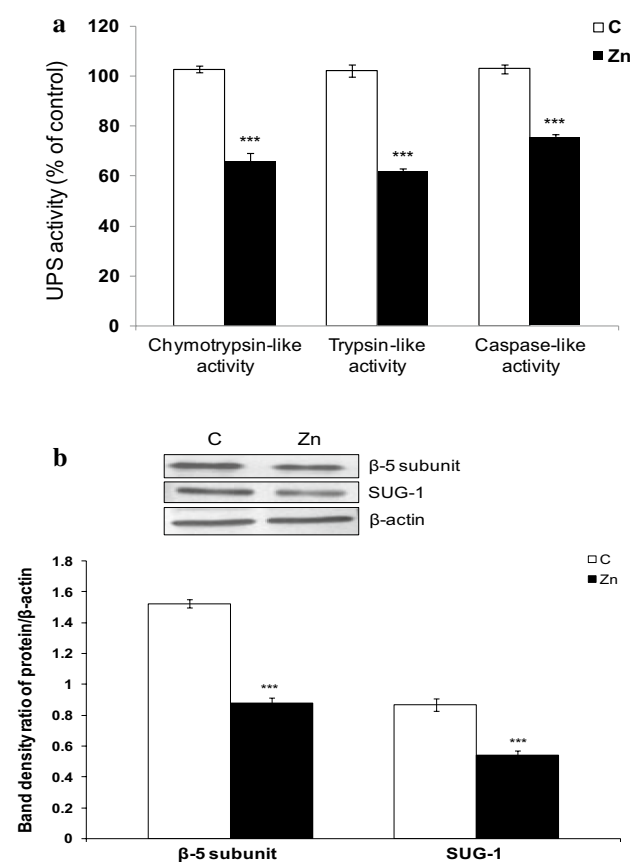 a
120
100
80
60
40
20
0
UPS activity (% of control)
C
Zn
***
***
***
Chymotrypsin-like activity
Trypsin-like activity
Caspase-like activity
b
C Zn
β-5 subunit
SUG-1
β-actin
1.8
1.6
1.4
1.2
1
0.8
0.6
0.4
0.2
0
Band density ratio of protein/β-actin
C
Zn
***
***
β-5 subunit
SUG-1